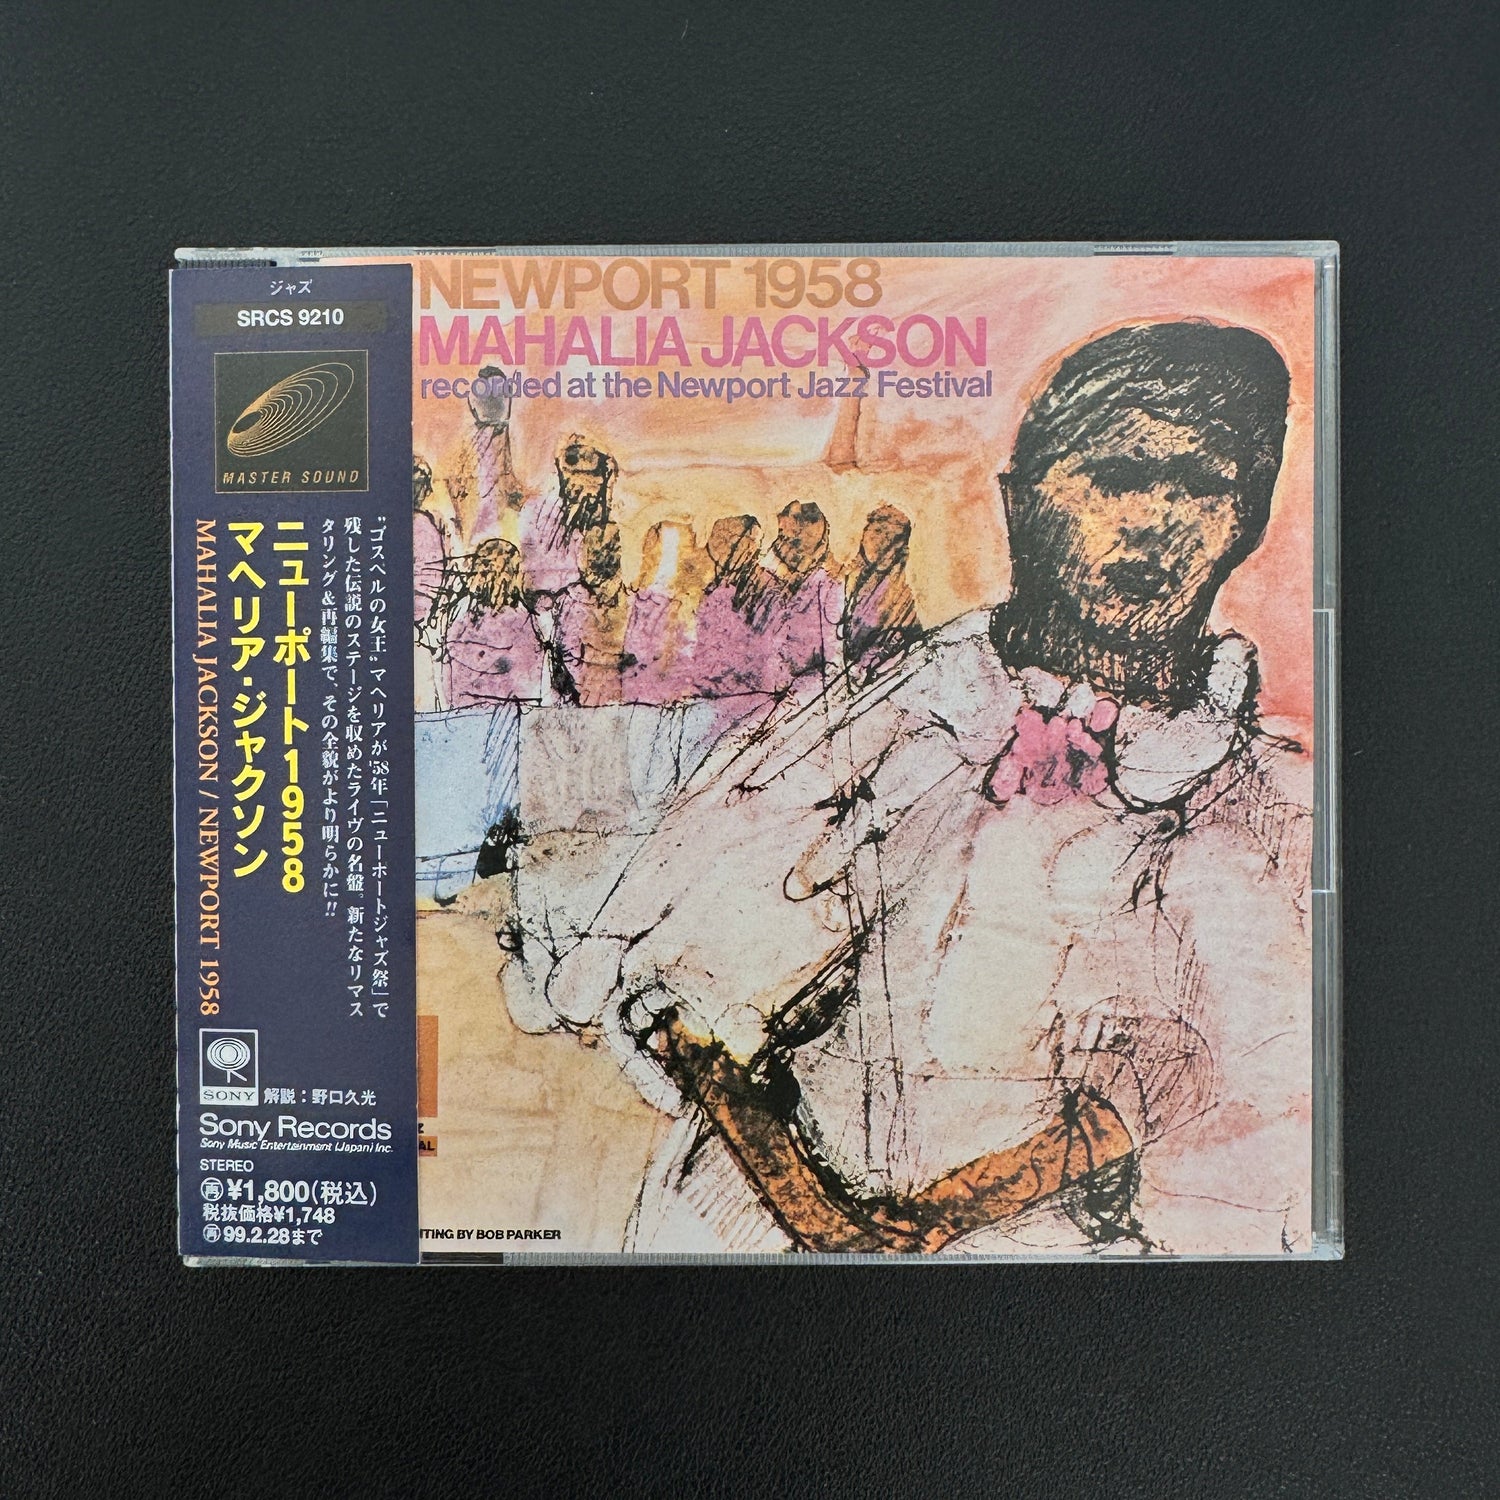 ジャズ
SRCS 9210
MASTER SOUND
ニューポート1958
マヘリア・ジャクソン
MAHALIA JACKSON / NEWPORT 1958
“ゴスペルの女王”マヘリアが'58年「ニューポートジャズ祭」で
残した伝説のステージを収めたライヴの名盤。新たなリマス
タリング&再編集で、その全貌がより明らかに!!
SONY
解説:野口久光
Sony Records
Sony Music Entertainment (Japan) Inc.
STEREO
再 ¥1,800(税込)
税抜価格¥1,748
再 99.2.28まで
NEWPORT 1958
MAHALIA JACKSON
recorded at the Newport Jazz Festival
BY BOB PARKER